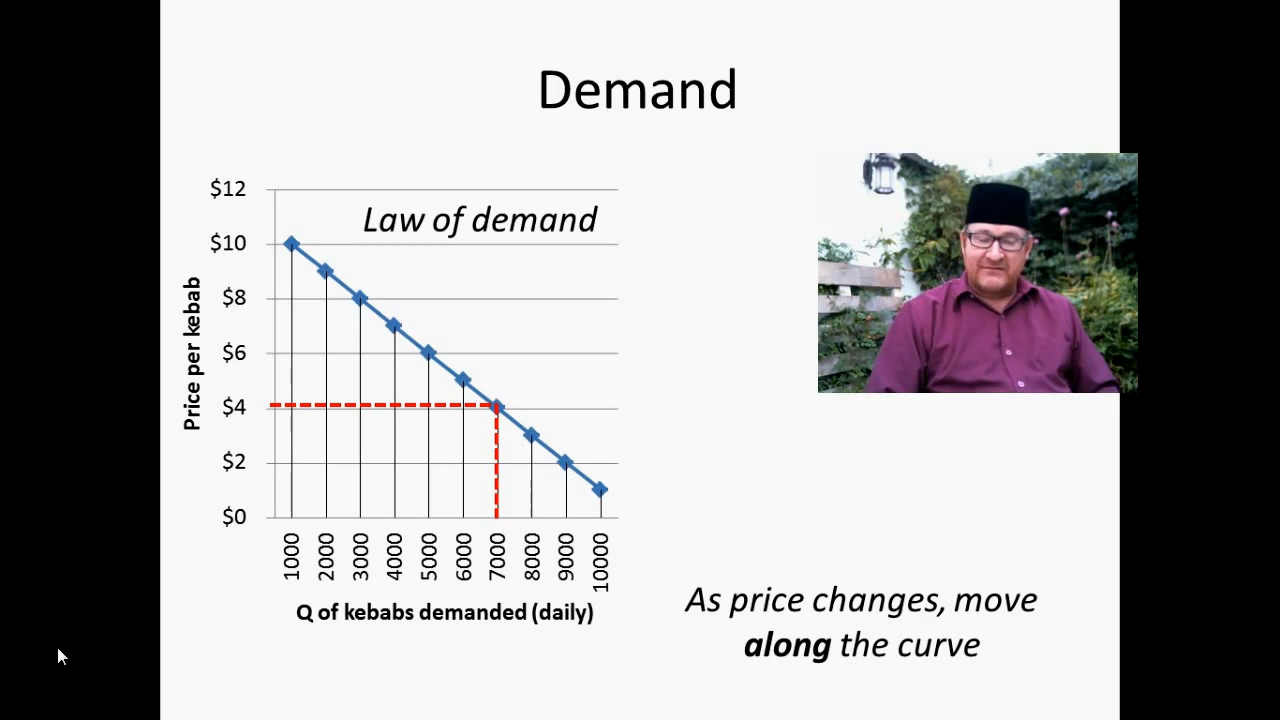 Demand
Law of demand
$12
$10
$8
$6
$4
$2
$0
Price per kebab
1000
2000
3000
4000
5000
6000
7000
8000
9000
10000
Q of kebabs demanded (daily)
As price changes, move
along the curve